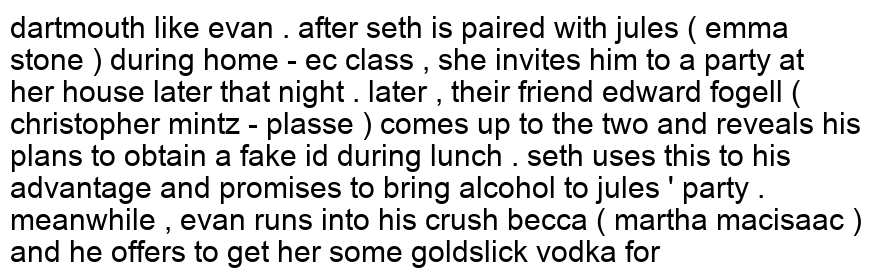 dartmouth like evan . after seth is paired with jules ( emma
stone ) during home - ec class , she invites him to a party at
her house later that night . later , their friend edward fogell (
christopher mintz - plasse ) comes up to the two and reveals his
plans to obtain a fake id during lunch . seth uses this to his
advantage and promises to bring alcohol to jules ' party .
meanwhile , evan runs into his crush becca ( martha macisaac )
and he offers to get her some goldslick vodka for